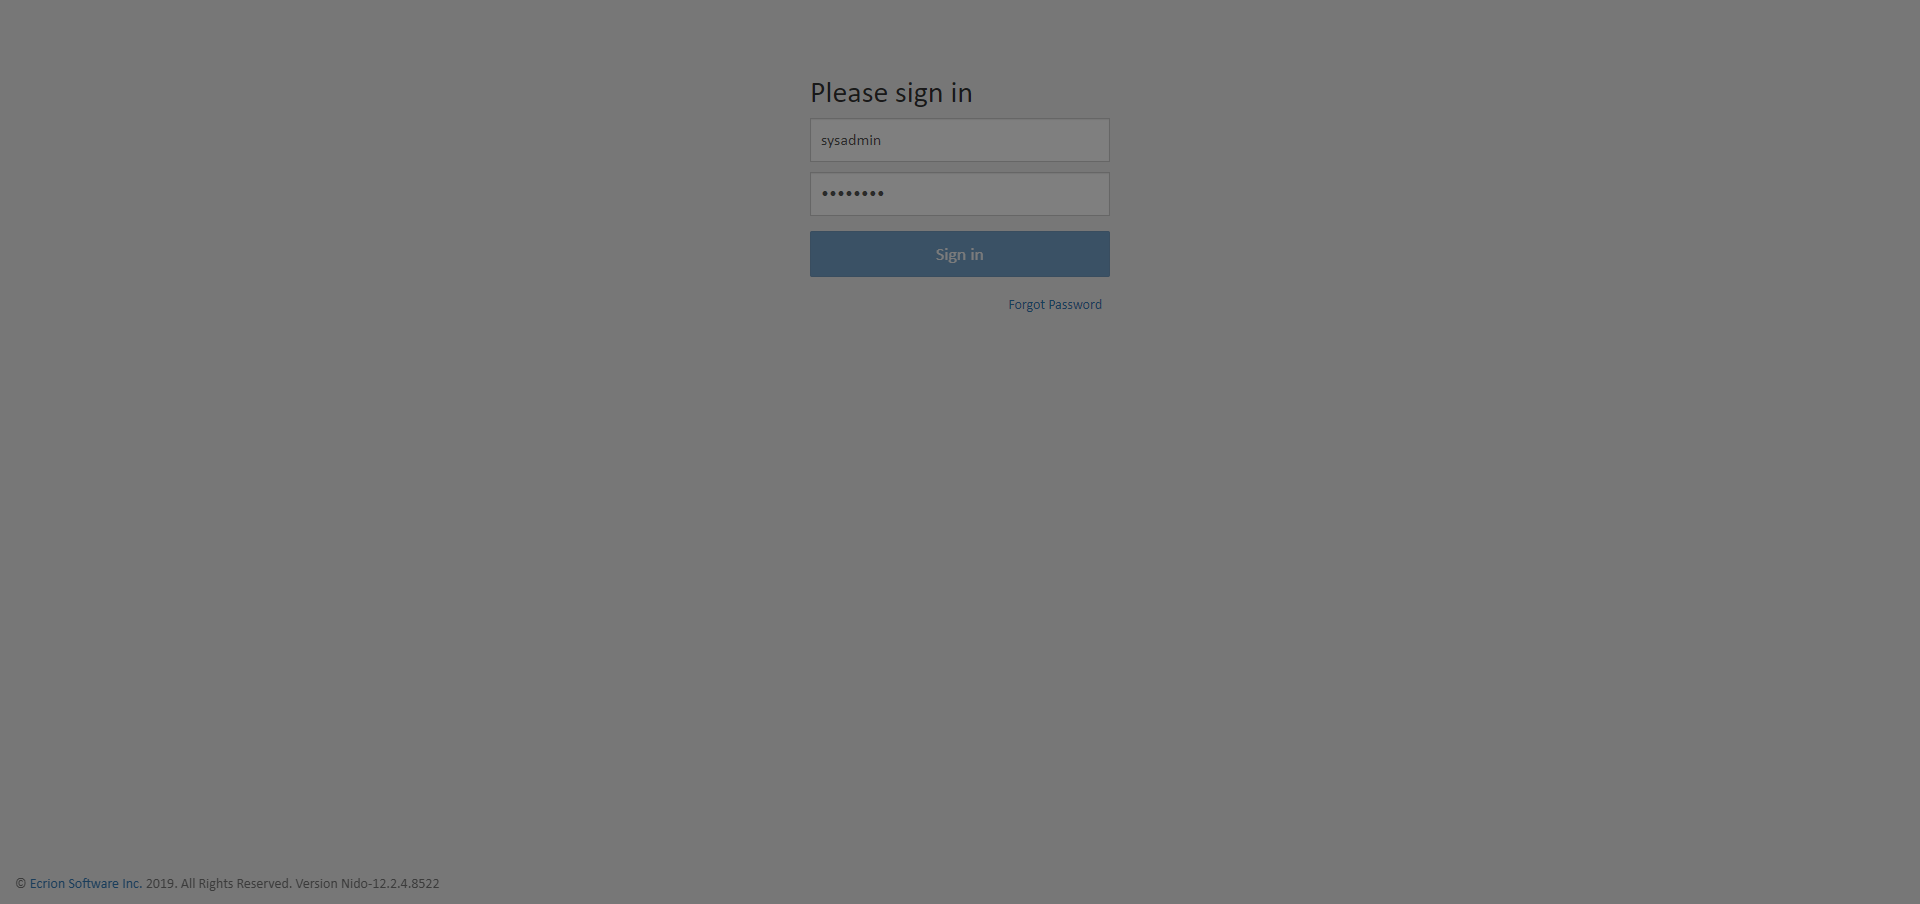 Please sign in
sysadmin
••••••••
Sign in
Forgot Password
© Ecrion Software Inc. 2019. All Rights Reserved. Version Nido-12.2.4.8522